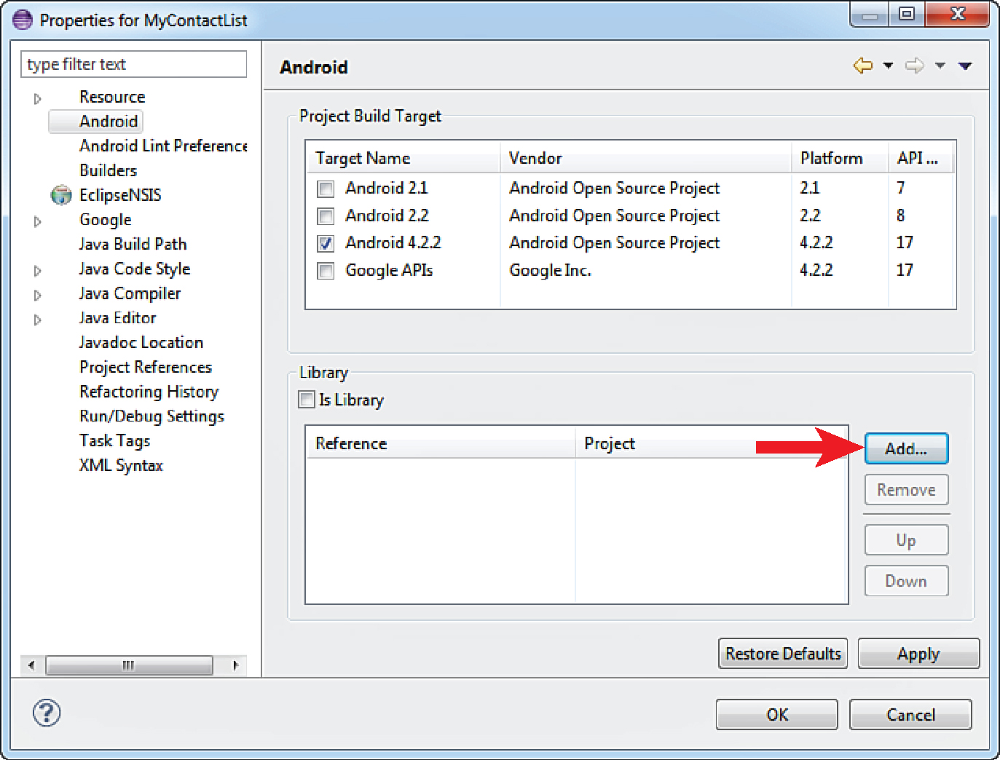 Properties for MyContactList
type filter text
Resource
Android
Android Lint Preference
Builders
EclipseNSIS
Google
Java Build Path
Java Code Style
Java Compiler
Java Editor
Javadoc Location
Project References
Refactoring History
Run/Debug Settings
Task Tags
XML Syntax
Android
Project Build Target
Target Name Vendor Platform API ...
Android 2.1 Android Open Source Project 2.1 7
Android 2.2 Android Open Source Project 2.2 8
Android 4.2.2 Android Open Source Project 4.2.2 17
Google APIs Google Inc. 4.2.2 17
Library
Is Library
Reference Project
Add...
Remove
Up
Down
Restore Defaults Apply
? OK Cancel